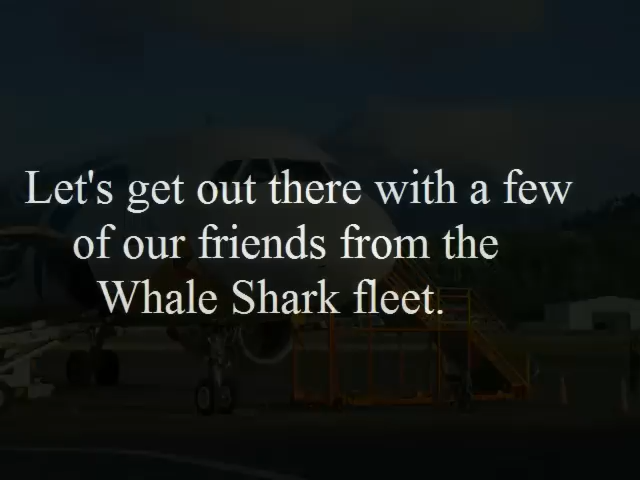 Let's get out there with a few
of our friends from the
Whale Shark fleet.